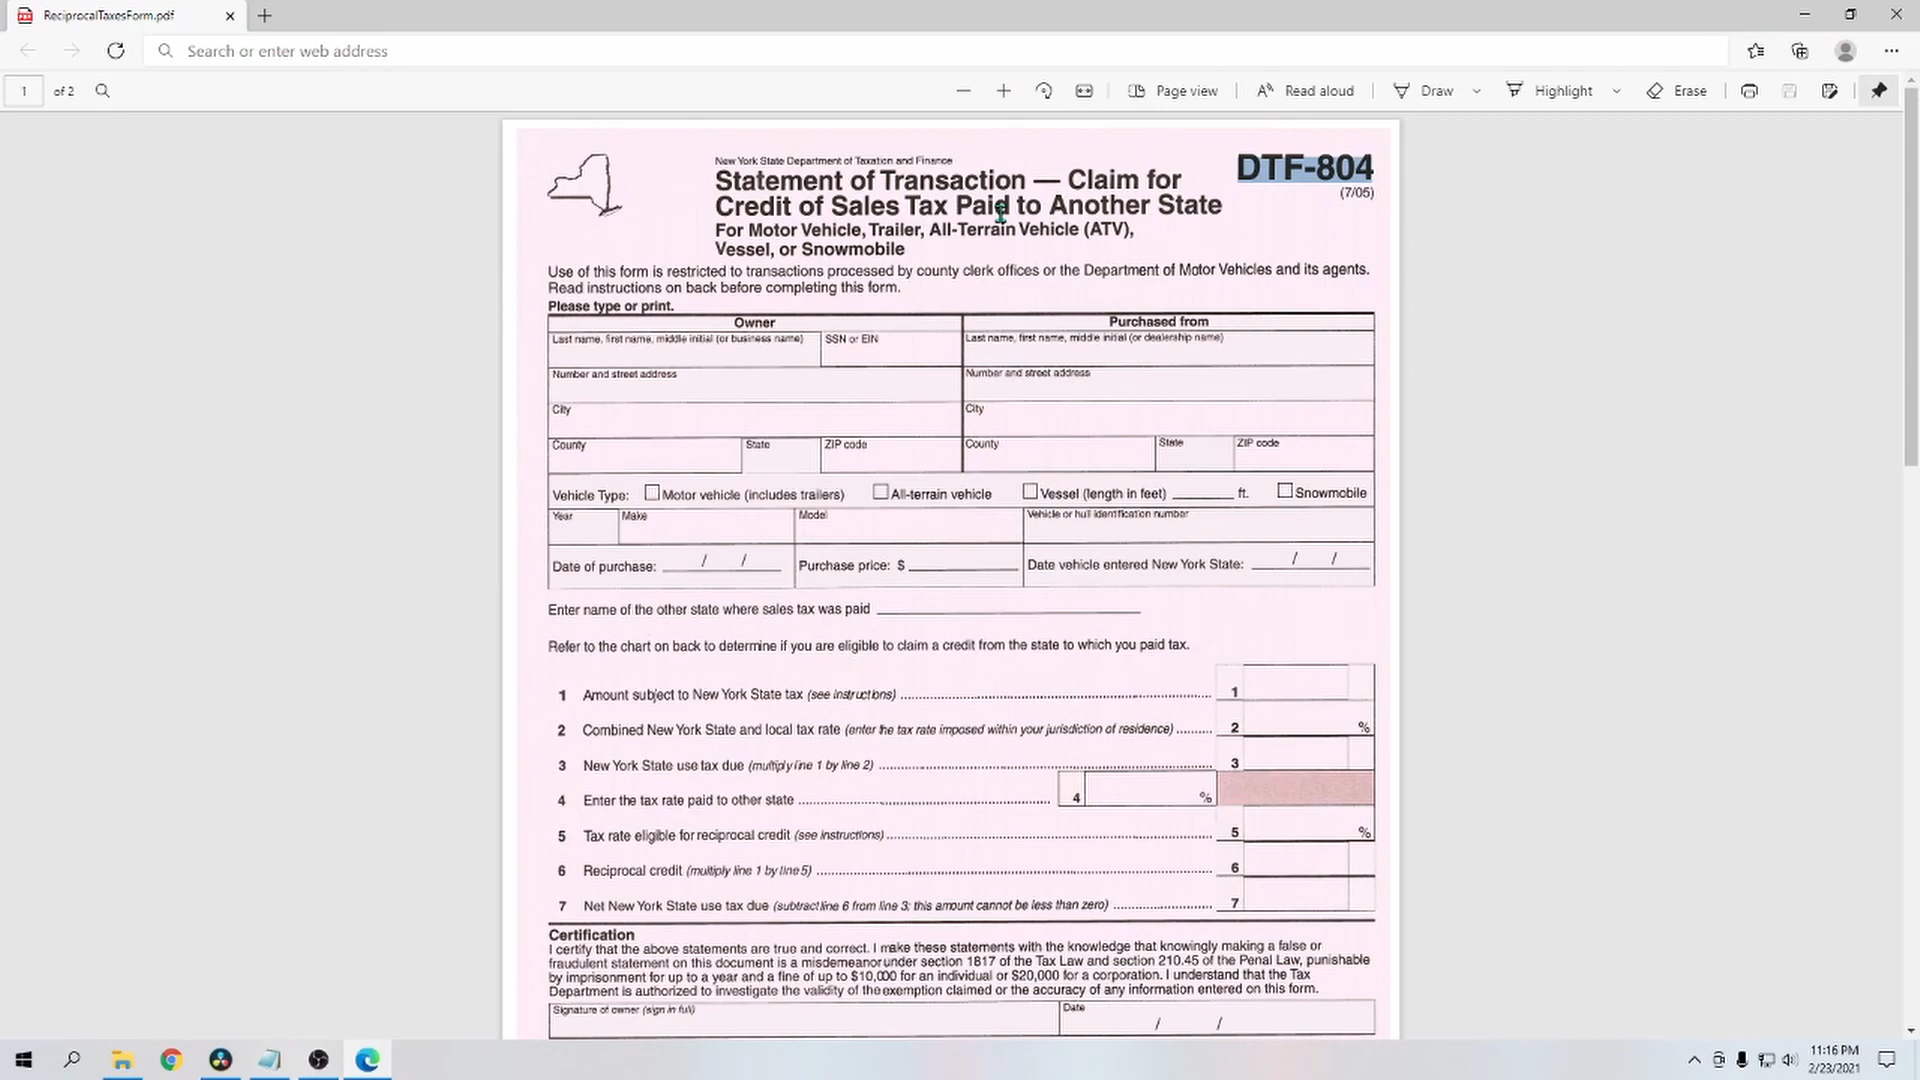 ReciprocalTaxesForm.pdf
Search or enter web address
1 of 2
Page view
Read aloud
Draw
Highlight
Erase
New York State Department of Taxation and Finance
Statement of Transaction — Claim for
Credit of Sales Tax Paid to Another State
For Motor Vehicle, Trailer, All-Terrain Vehicle (ATV),
Vessel, or Snowmobile
DTF-804
(7/05)
Use of this form is restricted to transactions processed by county clerk offices or the Department of Motor Vehicles and its agents.
Read instructions on back before completing this form.
Please type or print.
Owner
Purchased from
Last name, first name, middle initial (or business name)
SSN or EIN
Last name, first name, middle initial (or dealership name)
Number and street address
Number and street address
City
City
County
State
ZIP code
County
State
ZIP code
Vehicle Type: Motor vehicle (includes trailers) All-terrain vehicle Vessel (length in feet) ______ ft. Snowmobile
Year
Make
Model
Vehicle or hull identification number
Date of purchase: / /
Purchase price: $
Date vehicle entered New York State: / /
Enter name of the other state where sales tax was paid
Refer to the chart on back to determine if you are eligible to claim a credit from the state to which you paid tax.
1 Amount subject to New York State tax (see instructions) 1
2 Combined New York State and local tax rate (enter the tax rate imposed within your jurisdiction of residence) 2 %
3 New York State use tax due (multiply line 1 by line 2) 3
4 Enter the tax rate paid to other state 4 %
5 Tax rate eligible for reciprocal credit (see instructions) 5 %
6 Reciprocal credit (multiply line 1 by line 5) 6
7 Net New York State use tax due (subtract line 6 from line 3; this amount cannot be less than zero) 7
Certification
I certify that the above statements are true and correct. I make these statements with the knowledge that knowingly making a false or
fraudulent statement on this document is a misdemeanor under section 1817 of the Tax Law and section 210.45 of the Penal Law, punishable
by imprisonment for up to a year and a fine of up to $10,000 for an individual or $20,000 for a corporation. I understand that the Tax
Department is authorized to investigate the validity of the exemption claimed or the accuracy of any information entered on this form.
Signature of owner (sign in full)
Date
/ /
11:16 PM
2/23/2021